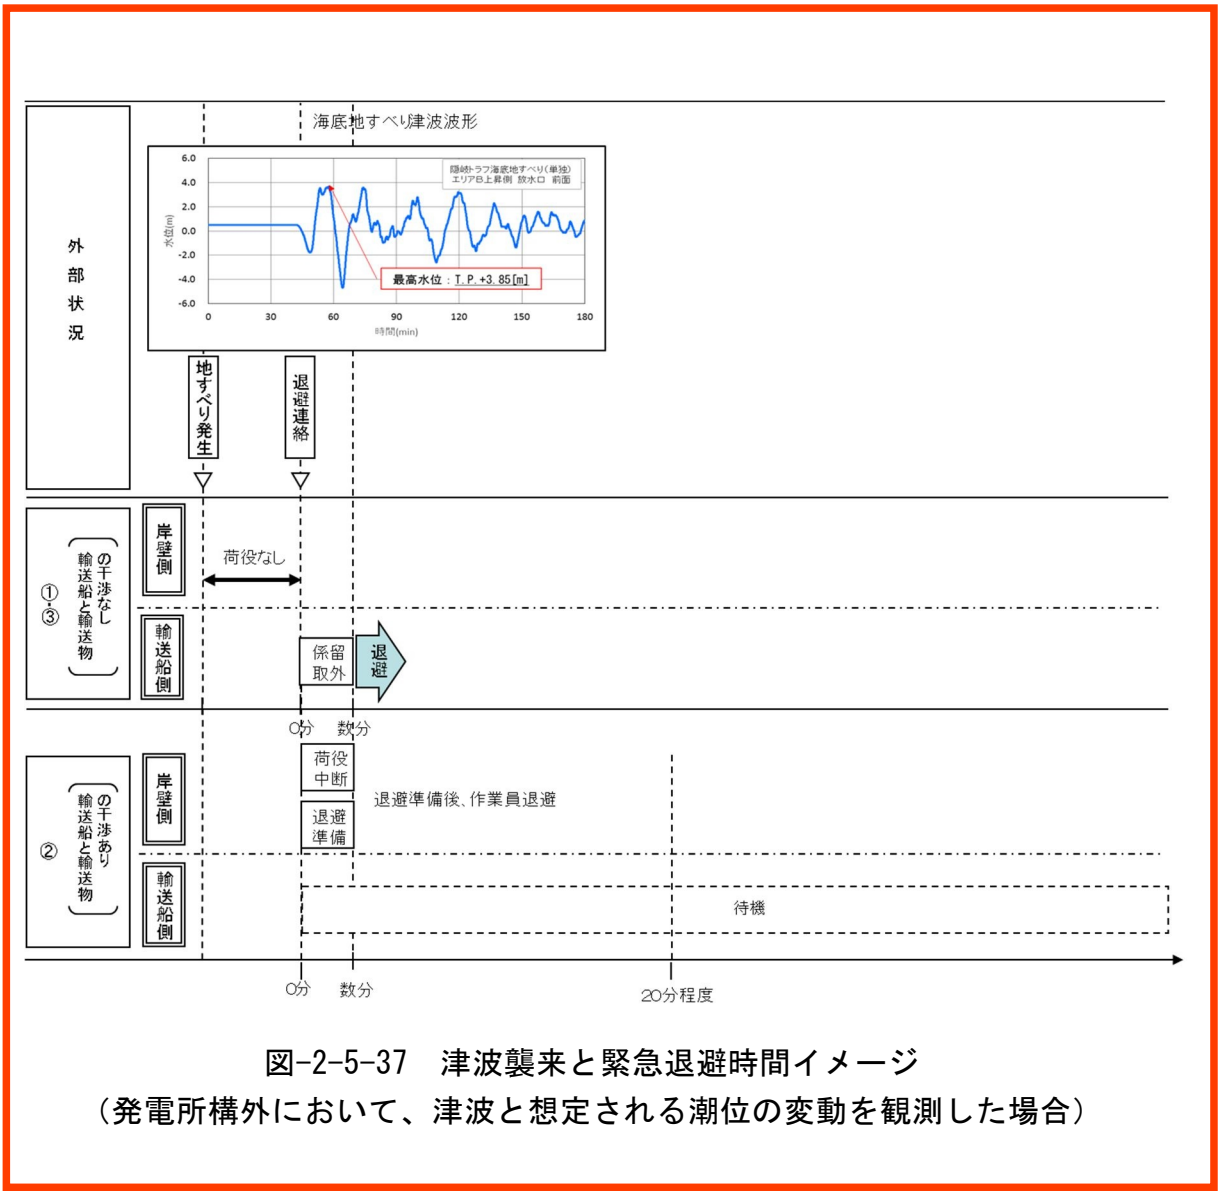 海底地すべり津波波形
隠岐トラフ海底地すべり(単独)
エリアB上昇側 放水口 前面
6.0
4.0
2.0
0.0
-2.0
-4.0
-6.0
水位(m)
最高水位：T.P.+3.85[m]
0 30 60 90 120 150 180
時間(min)
外部状況
地すべり発生
退避連絡
①・③
輸送船と輸送物
の干渉なし
岸壁側
荷役なし
輸送船側
係留
取外
退避
0分 数分
②
輸送船と輸送物
の干渉あり
岸壁側
荷役
中断
退避
準備
退避準備後、作業員退避
輸送船側
待機
0分 数分 20分程度
図-2-5-37 津波襲来と緊急退避時間イメージ
（発電所構外において、津波と想定される潮位の変動を観測した場合）